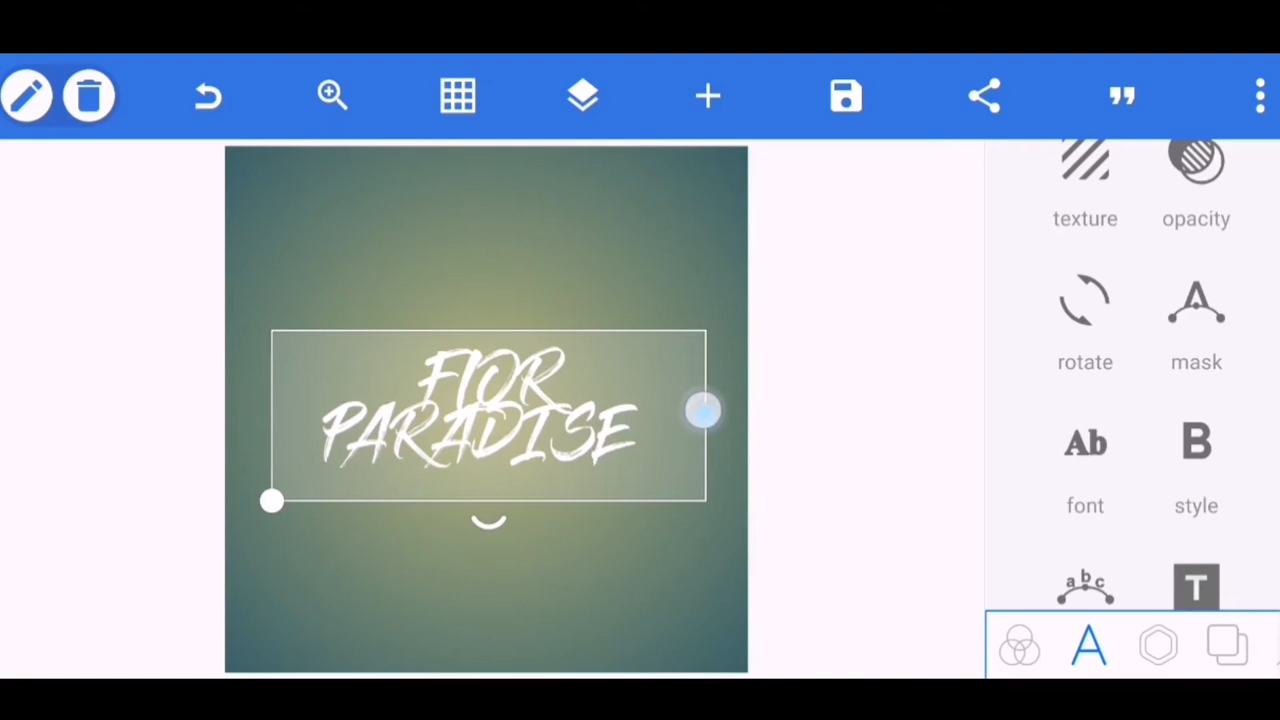 texture opacity
FIOR
PARADISE
rotate mask
Ab B
font style
abc T
A